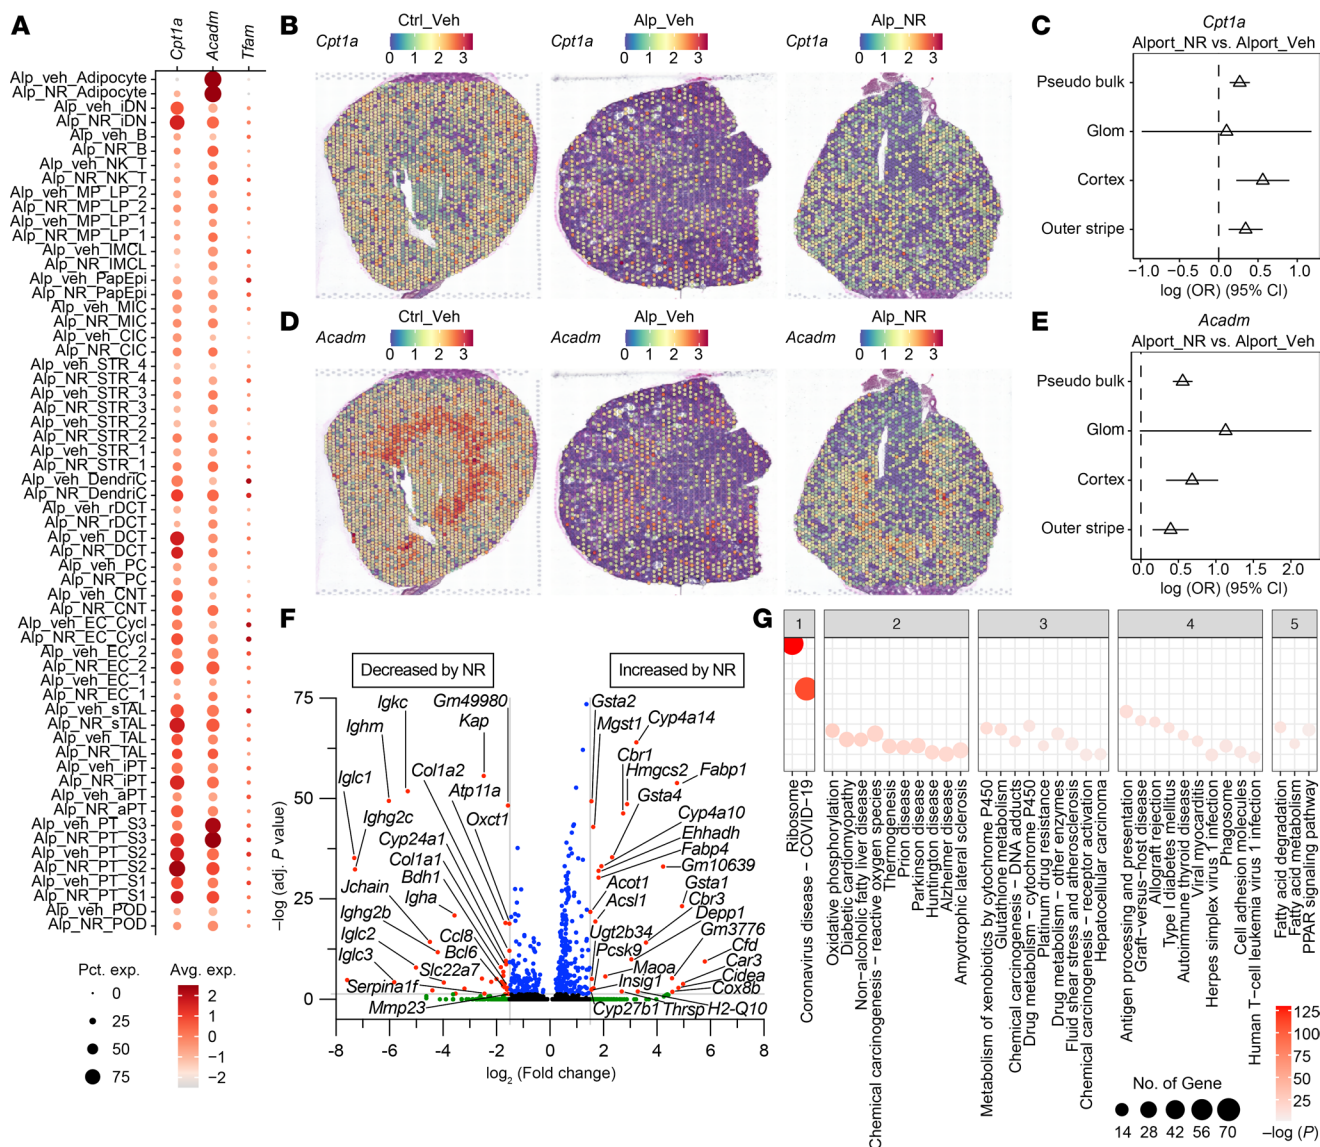 A
Cpt1a
Acadm
Tfam
Alp_veh_Adipocyte
Alp_NR_Adipocyte
Alp_veh_iDN
Alp_NR_iDN
Alp_veh_B
Alp_NR_B
Alp_veh_NK_T
Alp_NR_NK_T
Alp_veh_MP_LP_2
Alp_NR_MP_LP_2
Alp_veh_MP_LP_1
Alp_NR_MP_LP_1
Alp_veh_IMCL
Alp_NR_IMCL
Alp_veh_PapEpi
Alp_NR_PapEpi
Alp_veh_MIC
Alp_NR_MIC
Alp_veh_CIC
Alp_NR_CIC
Alp_veh_STR_4
Alp_NR_STR_4
Alp_veh_STR_3
Alp_NR_STR_3
Alp_veh_STR_2
Alp_NR_STR_2
Alp_veh_STR_1
Alp_NR_STR_1
Alp_veh_DendriC
Alp_NR_DendriC
Alp_veh_rDCT
Alp_NR_rDCT
Alp_veh_DCT
Alp_NR_DCT
Alp_veh_PC
Alp_NR_PC
Alp_veh_CNT
Alp_NR_CNT
Alp_veh_EC_Cycl
Alp_NR_EC_Cycl
Alp_veh_EC_2
Alp_NR_EC_2
Alp_veh_EC_1
Alp_NR_EC_1
Alp_veh_sTAL
Alp_NR_sTAL
Alp_veh_TAL
Alp_NR_TAL
Alp_veh_iPT
Alp_NR_iPT
Alp_veh_aPT
Alp_NR_aPT
Alp_veh_PT_S3
Alp_NR_PT_S3
Alp_veh_PT_S2
Alp_NR_PT_S2
Alp_veh_PT_S1
Alp_NR_PT_S1
Alp_veh_POD
Alp_NR_POD
Pct. exp.
0
25
50
75
Avg. exp.
2
1
0
−1
−2
B
Ctrl_Veh
Cpt1a
0 1 2 3
Alp_Veh
Cpt1a
0 1 2 3
Alp_NR
Cpt1a
0 1 2 3
C
Cpt1a
Alport_NR vs. Alport_Veh
Pseudo bulk
Glom
Cortex
Outer stripe
−1.0 −0.5 0.0 0.5 1.0
log (OR) (95% CI)
D
Ctrl_Veh
Acadm
0 1 2 3
Alp_Veh
Acadm
0 1 2 3
Alp_NR
Acadm
0 1 2 3
E
Acadm
Alport_NR vs. Alport_Veh
Pseudo bulk
Glom
Cortex
Outer stripe
0.0 0.5 1.0 1.5 2.0
log (OR) (95% CI)
F
Decreased by NR
Increased by NR
−log (adj. P value)
75
50
25
0
Igkc
Ighm
Gm49980
Kap
Iglc1
Col1a2
Atp11a
Ighg2c
Oxct1
Cyp24a1
Col1a1
Bdh1
Jchain
Igha
Ighg2b
Iglc2
Ccl8
Bcl6
Iglc3
Slc22a7
Serpina1f
Mmp23
Gsta2
Mgst1
Cyp4a14
Cbr1
Hmgcs2
Fabp1
Gsta4
Cyp4a10
Ehhadh
Fabp4
Gm10639
Acot1
Gsta1
Acsl1
Cbr3
Depp1
Ugt2b34
Gm3776
Pcsk9
Cfd
Maoa
Car3
Insig1
Cidea
Cox8b
Cyp27b1
Thrsp
H2-Q10
−8 −6 −4 −2 0 2 4 6 8
log2 (Fold change)
G
1
2
3
4
5
Ribosome
Coronavirus disease - COVID-19
Oxidative phosphorylation
Diabetic cardiomyopathy
Non-alcoholic fatty liver disease
Chemical carcinogenesis - reactive oxygen species
Thermogenesis
Prion disease
Parkinson disease
Huntington disease
Alzheimer disease
Amyotrophic lateral sclerosis
Metabolism of xenobiotics by cytochrome P450
Glutathione metabolism
Chemical carcinogenesis - DNA adducts
Drug metabolism - cytochrome P450
Platinum drug resistance
Drug metabolism - other enzymes
Fluid shear stress and atherosclerosis
Chemical carcinogenesis - receptor activation
Hepatocellular carcinoma
Antigen processing and presentation
Graft-versus-host disease
Allograft rejection
Type I diabetes mellitus
Autoimmune thyroid disease
Viral myocarditis
Herpes simplex virus 1 infection
Phagosome
Cell adhesion molecules
Human T-cell leukemia virus 1 infection
Fatty acid degradation
Fatty acid metabolism
PPAR signaling pathway
No. of Gene
14 28 42 56 70
125
100
75
50
25
−log (P)